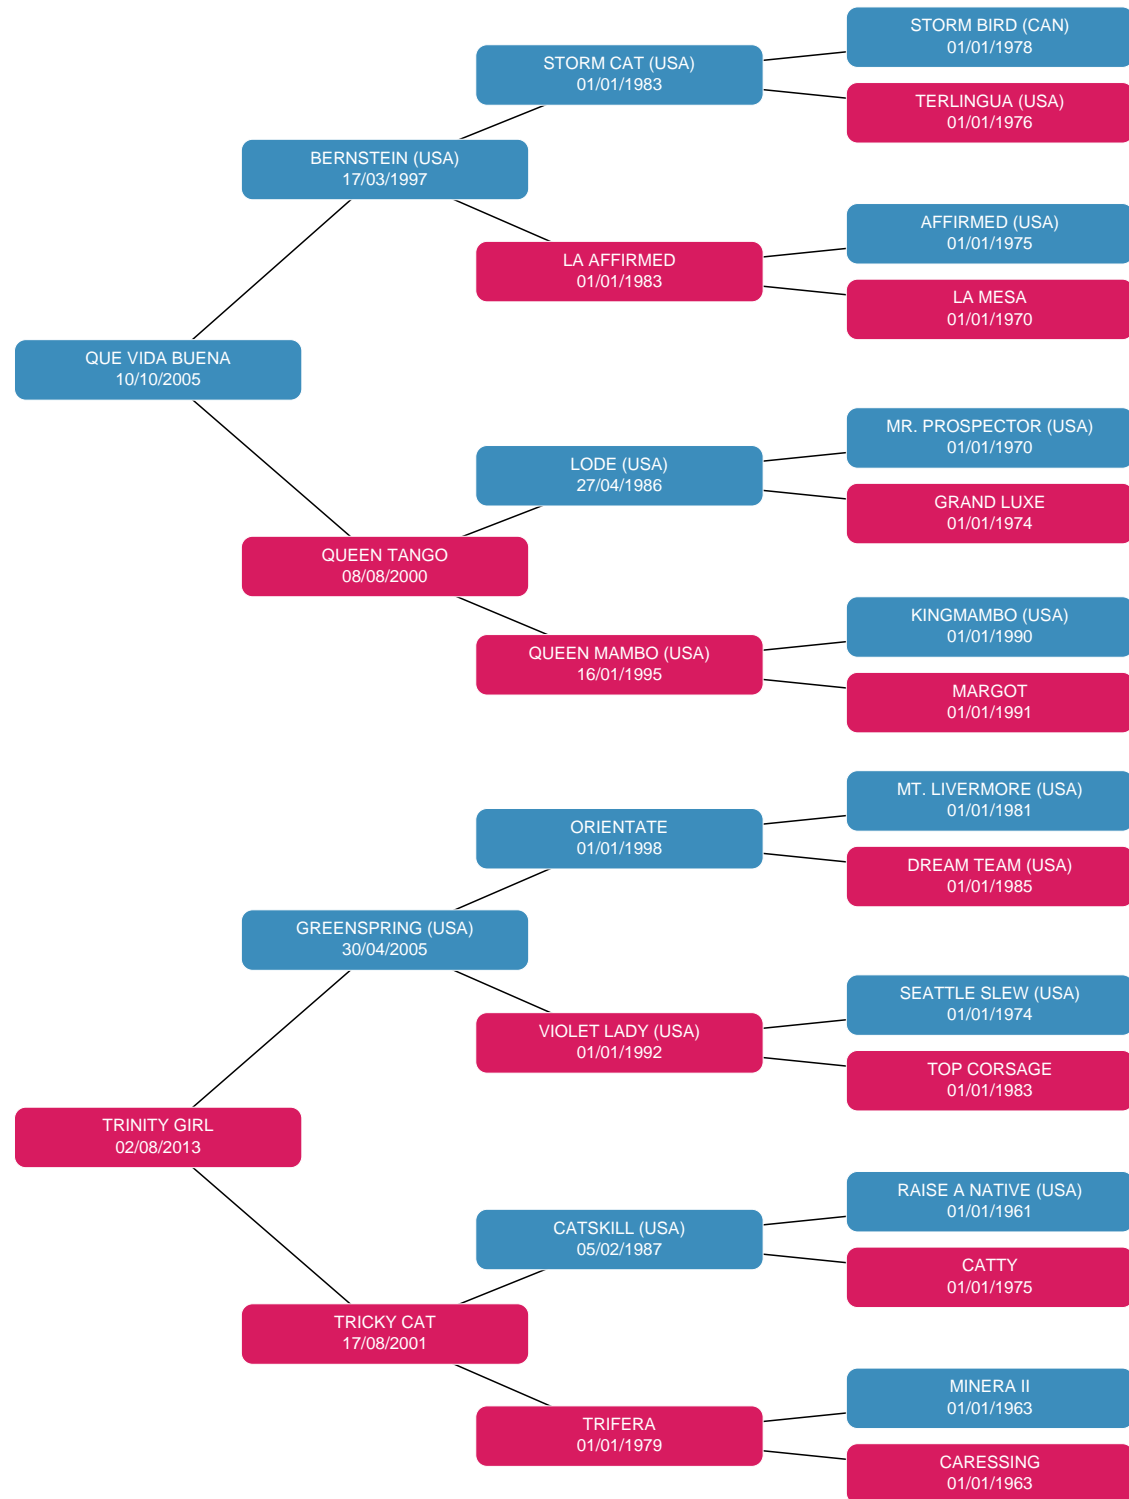 STORM BIRD (CAN)
01/01/1978
STORM CAT (USA)
01/01/1983
TERLINGUA (USA)
01/01/1976
BERNSTEIN (USA)
17/03/1997
AFFIRMED (USA)
01/01/1975
LA AFFIRMED
01/01/1983
LA MESA
01/01/1970
QUE VIDA BUENA
10/10/2005
MR. PROSPECTOR (USA)
01/01/1970
LODE (USA)
27/04/1986
GRAND LUXE
01/01/1974
QUEEN TANGO
08/08/2000
KINGMAMBO (USA)
01/01/1990
QUEEN MAMBO (USA)
16/01/1995
MARGOT
01/01/1991
MT. LIVERMORE (USA)
01/01/1981
ORIENTATE
01/01/1998
DREAM TEAM (USA)
01/01/1985
GREENSPRING (USA)
30/04/2005
SEATTLE SLEW (USA)
01/01/1974
VIOLET LADY (USA)
01/01/1992
TOP CORSAGE
01/01/1983
TRINITY GIRL
02/08/2013
RAISE A NATIVE (USA)
01/01/1961
CATSKILL (USA)
05/02/1987
CATTY
01/01/1975
TRICKY CAT
17/08/2001
MINERA II
01/01/1963
TRIFERA
01/01/1979
CARESSING
01/01/1963